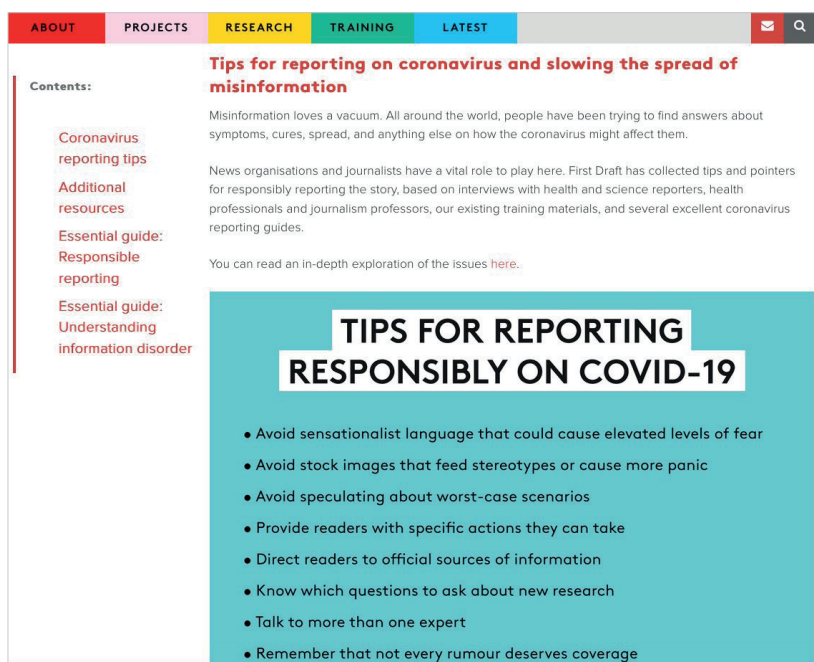 ABOUT PROJECTS RESEARCH TRAINING LATEST
Contents:
Coronavirus
reporting tips
Additional
resources
Essential guide:
Responsible
reporting
Essential guide:
Understanding
information disorder
Tips for reporting on coronavirus and slowing the spread of
misinformation
Misinformation loves a vacuum. All around the world, people have been trying to find answers about
symptoms, cures, spread, and anything else on how the coronavirus might affect them.
News organisations and journalists have a vital role to play here. First Draft has collected tips and pointers
for responsibly reporting the story, based on interviews with health and science reporters, health
professionals and journalism professors, our existing training materials, and several excellent coronavirus
reporting guides.
You can read an in-depth exploration of the issues here.
TIPS FOR REPORTING
RESPONSIBLY ON COVID-19
• Avoid sensationalist language that could cause elevated levels of fear
• Avoid stock images that feed stereotypes or cause more panic
• Avoid speculating about worst-case scenarios
• Provide readers with specific actions they can take
• Direct readers to official sources of information
• Know which questions to ask about new research
• Talk to more than one expert
• Remember that not every rumour deserves coverage